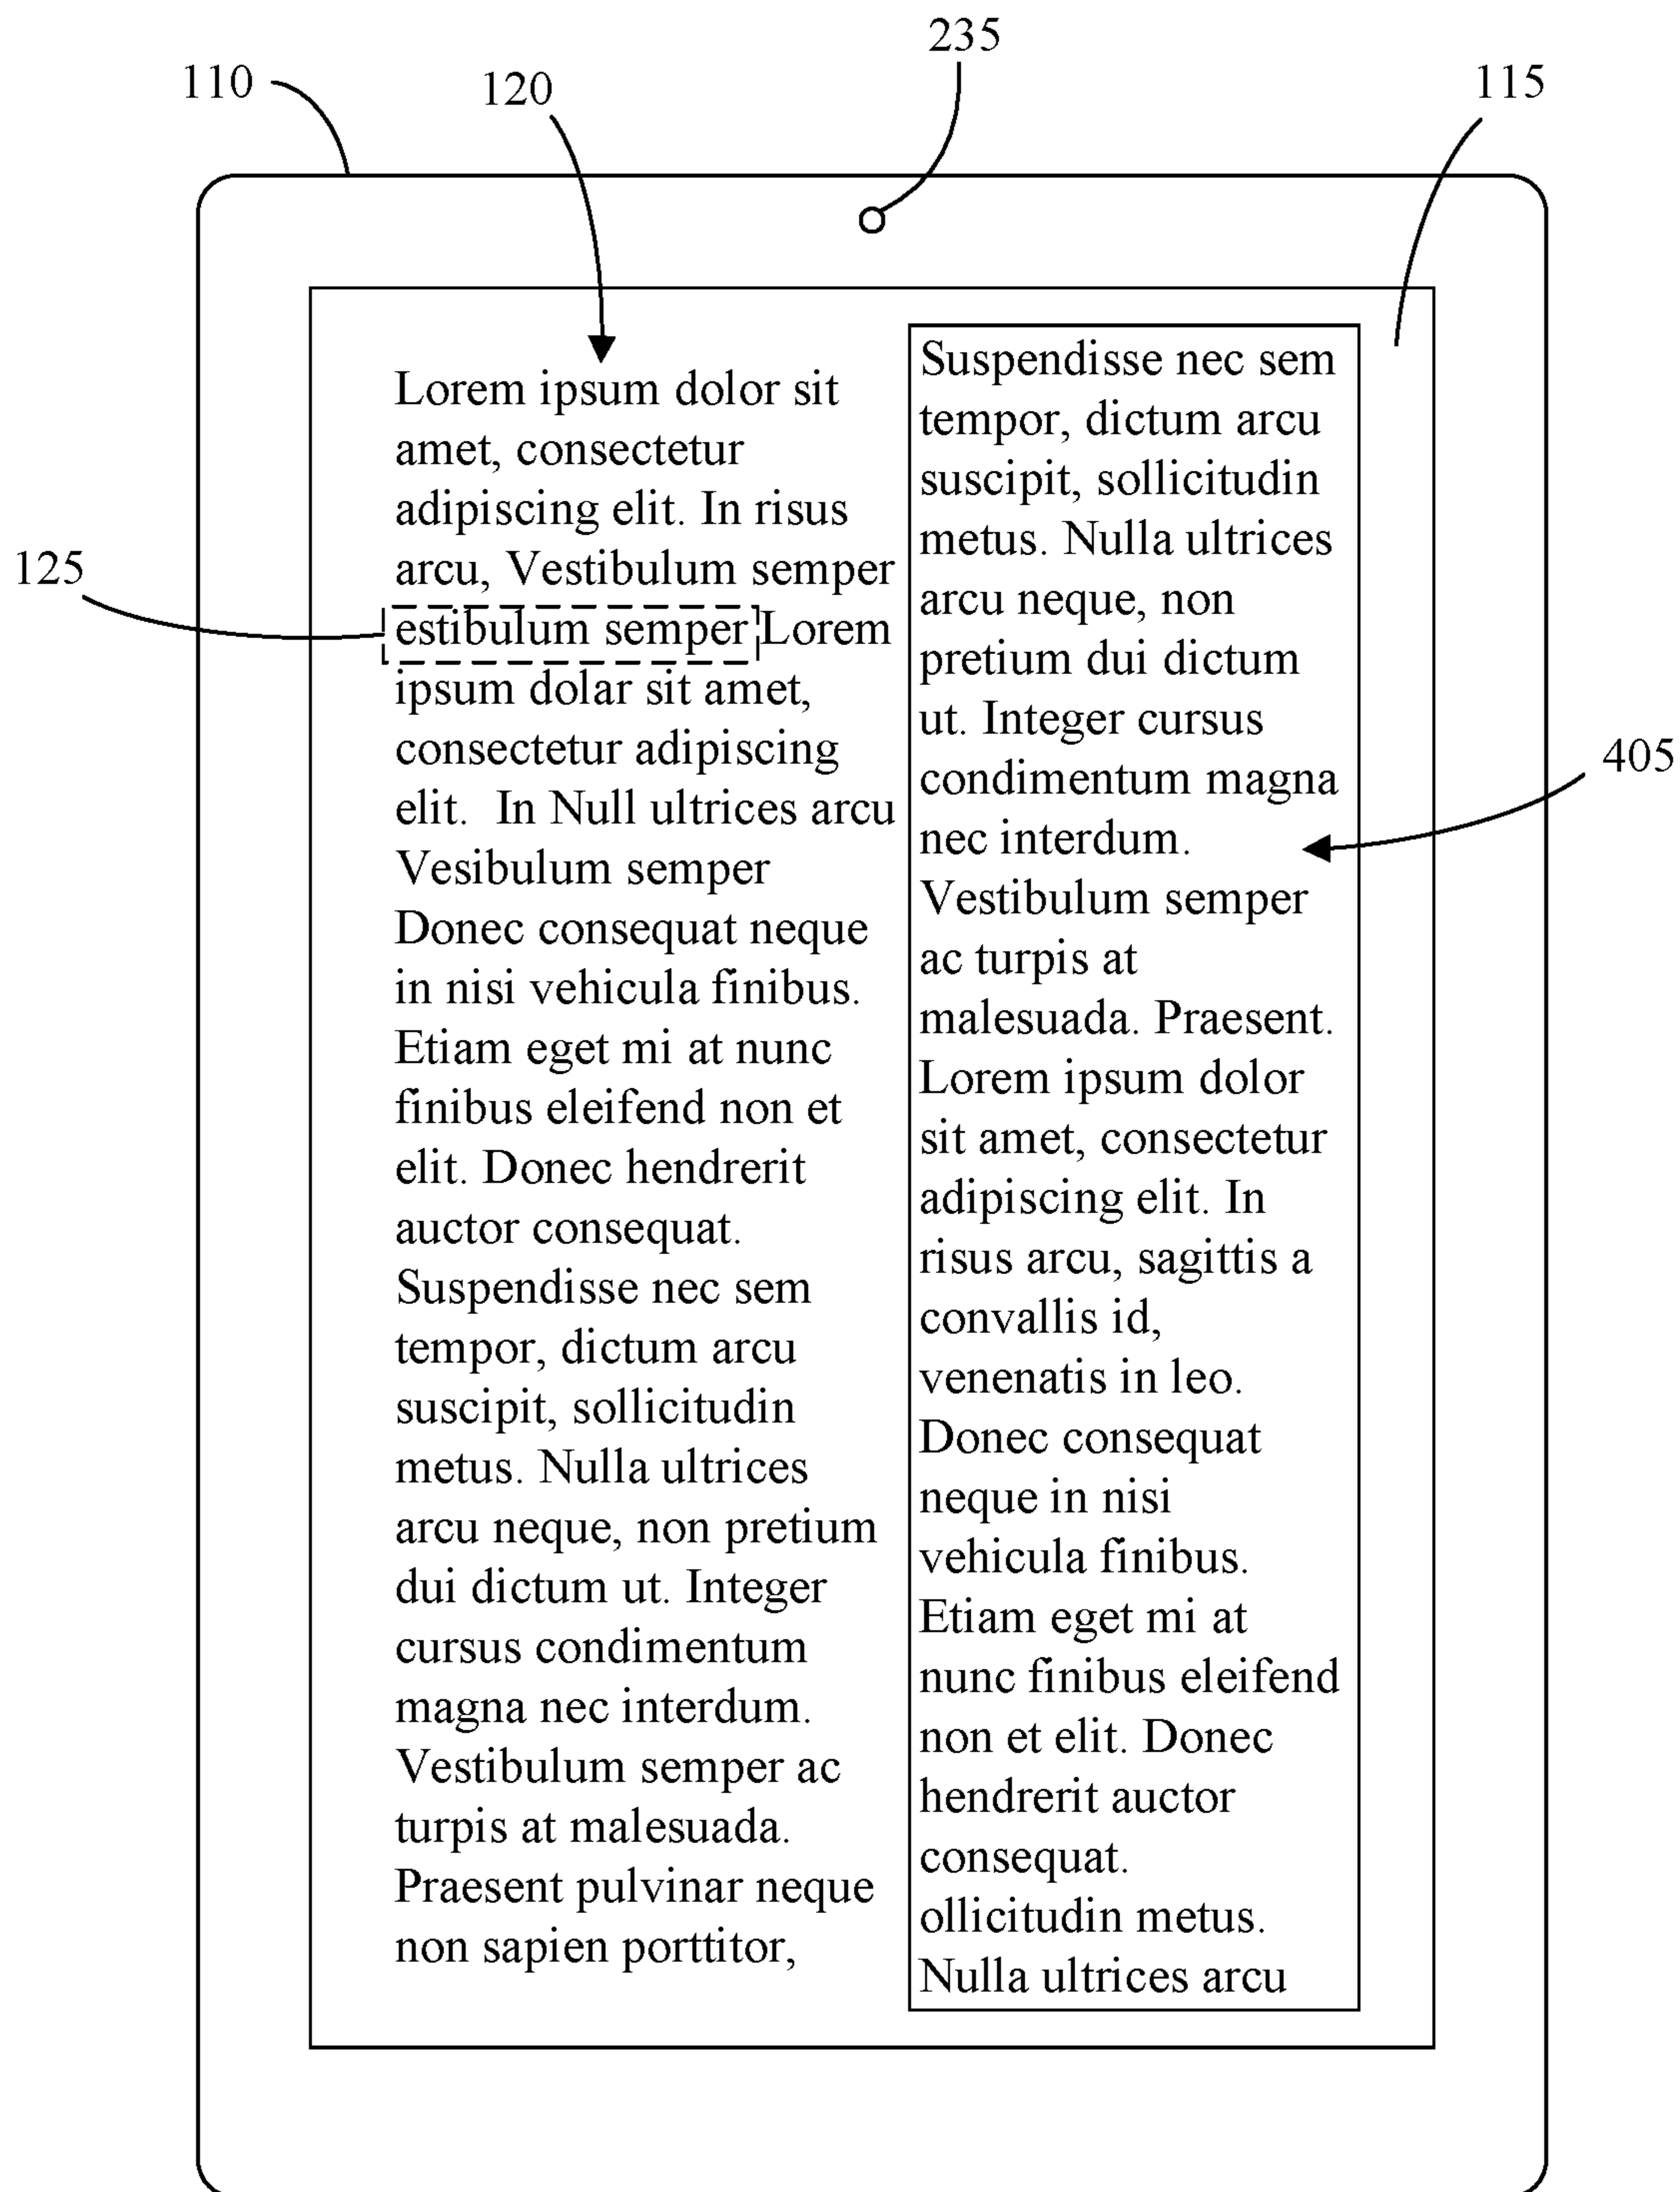 235
110
120
115
Lorem ipsum dolor sit
amet, consectetur
adipiscing elit. In risus
arcu, Vestibulum semper
125
estibulum semper Lorem
ipsum dolar sit amet,
consectetur adipiscing
elit.  In Null ultrices arcu
Vesibulum semper
Donec consequat neque
in nisi vehicula finibus.
Etiam eget mi at nunc
finibus eleifend non et
elit. Donec hendrerit
auctor consequat.
Suspendisse nec sem
tempor, dictum arcu
suscipit, sollicitudin
metus. Nulla ultrices
arcu neque, non pretium
dui dictum ut. Integer
cursus condimentum
magna nec interdum.
Vestibulum semper ac
turpis at malesuada.
Praesent pulvinar neque
non sapien porttitor,
Suspendisse nec sem
tempor, dictum arcu
suscipit, sollicitudin
metus. Nulla ultrices
arcu neque, non
pretium dui dictum
ut. Integer cursus
condimentum magna
nec interdum.
Vestibulum semper
ac turpis at
malesuada. Praesent.
Lorem ipsum dolor
sit amet, consectetur
adipiscing elit. In
risus arcu, sagittis a
convallis id,
venenatis in leo.
Donec consequat
neque in nisi
vehicula finibus.
Etiam eget mi at
nunc finibus eleifend
non et elit. Donec
hendrerit auctor
consequat.
ollicitudin metus.
Nulla ultrices arcu
405